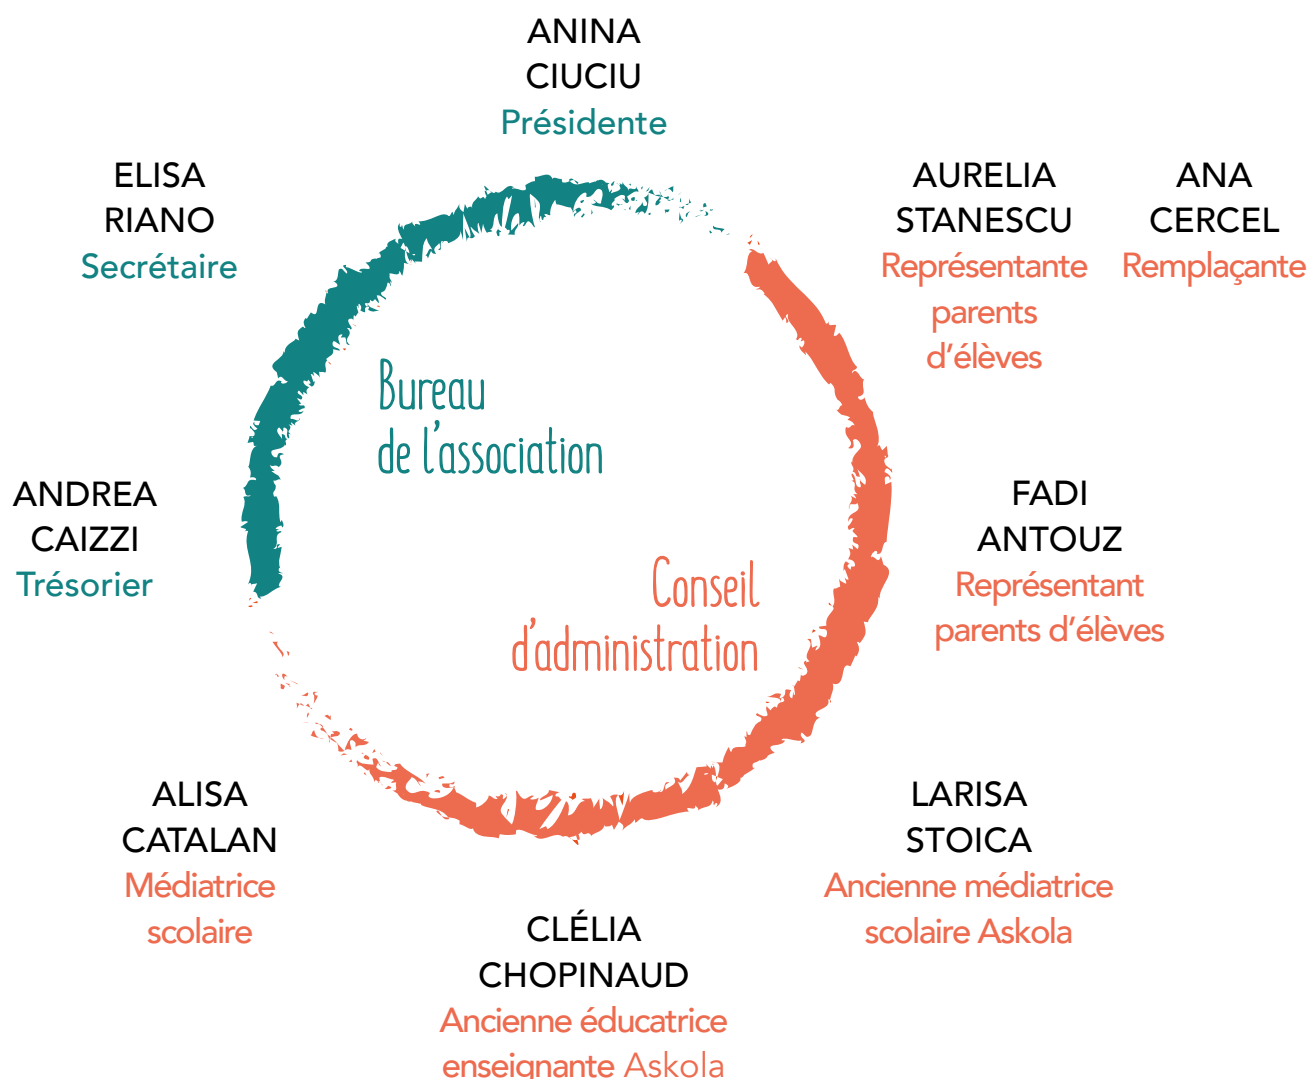 ANINA
CIUCIU
Présidente
ELISA
RIANO
Secrétaire
AURELIA
STANESCU
Représentante
parents
d’élèves
ANA
CERCEL
Remplaçante
Bureau
de l’association
ANDREA
CAIZZI
Trésorier
FADI
ANTOUZ
Représentant
parents d’élèves
Conseil
d’administration
ALISA
CATALAN
Médiatrice
scolaire
LARISA
STOICA
Ancienne médiatrice
scolaire Askola
CLÉLIA
CHOPINAUD
Ancienne éducatrice
enseignante Askola